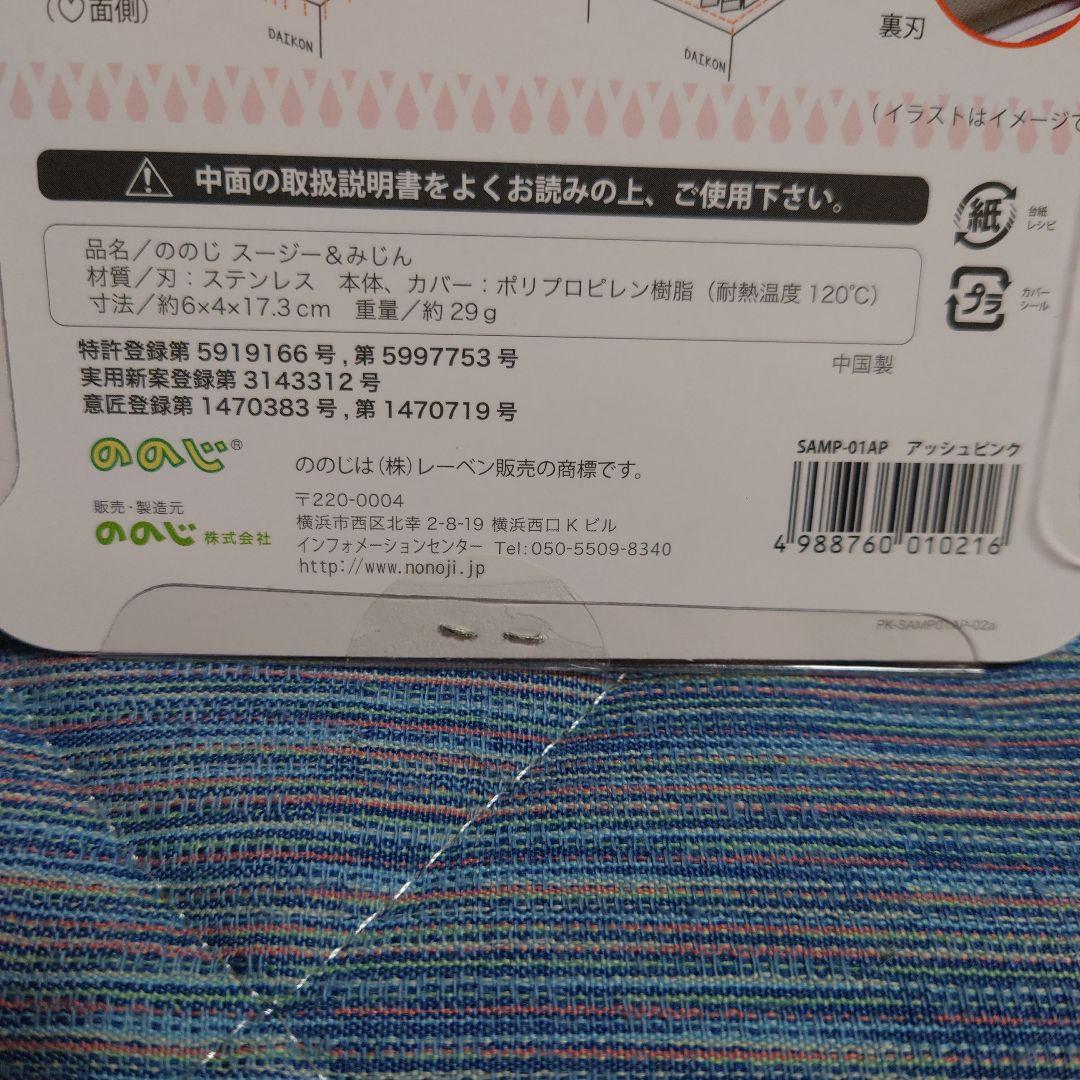 (♡面側)
DAIKON
DAIKON
裏刃
(イラストはイメージで
中面の取扱説明書をよくお読みの上、ご使用下さい。
紙
台紙
レシピ
品名／ののじ スージー＆みじん
材質／刃：ステンレス　本体、カバー：ポリプロピレン樹脂（耐熱温度 120℃）
寸法／約6×4×17.3cm　重量／約 29g
プラ
カバー
シール
特許登録第 5919166 号 , 第 5997753 号
実用新案登録第 3143312 号
意匠登録第 1470383 号 , 第 1470719 号
中国製
ののじ®
ののじは（株）レーベン販売の商標です。
販売・製造元
ののじ 株式会社
〒220-0004
横浜市西区北幸 2-8-19 横浜西口 K ビル
インフォメーションセンター　Tel:050-5509-8340
http://www.nonoji.jp
SAMP-01AP　アッシュピンク
4 988760 010216
PK-SAMP01AP-02a